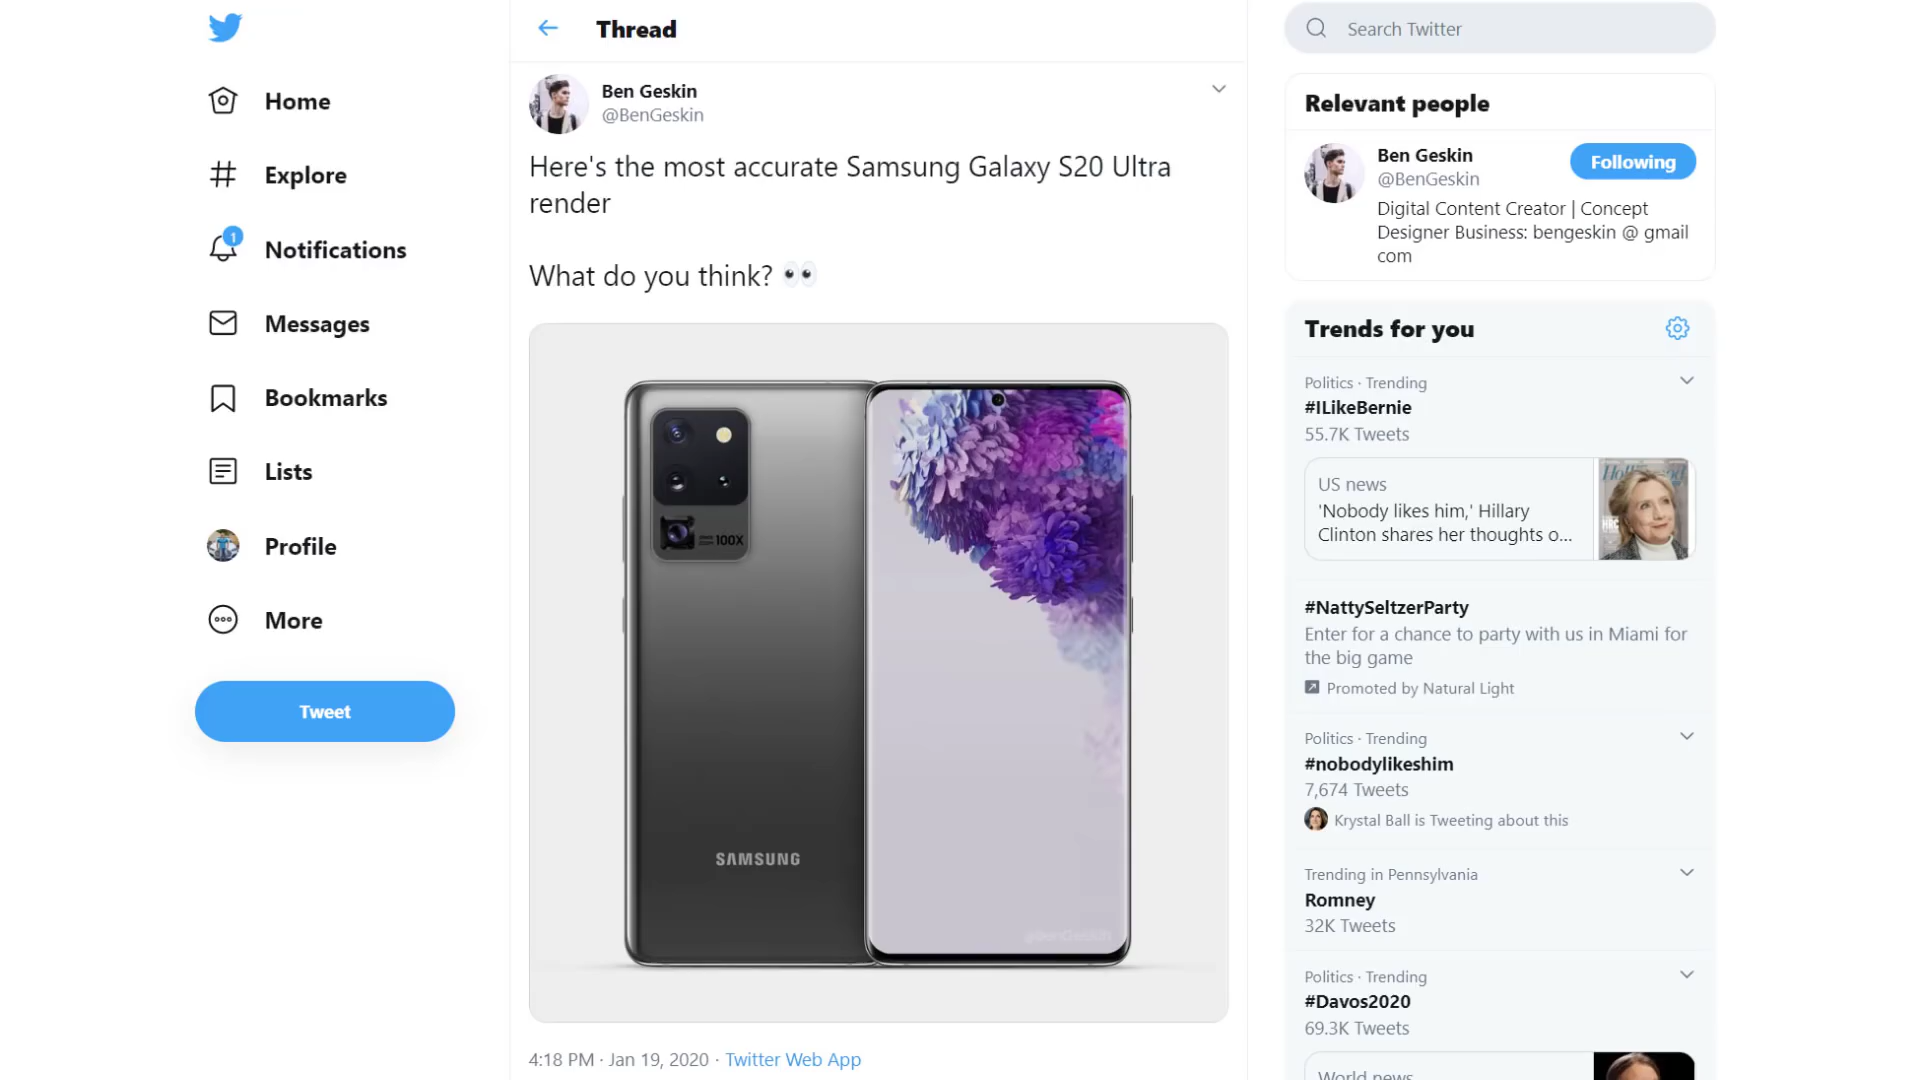 Thread
Search Twitter
Home
Explore
1
Notifications
Messages
Bookmarks
Lists
Profile
More
Tweet
Ben Geskin
@BenGeskin
Here's the most accurate Samsung Galaxy S20 Ultra
render
What do you think? 👀
100X
SAMSUNG
@BenGeskin
4:18 PM · Jan 19, 2020 · Twitter Web App
Relevant people
Ben Geskin
@BenGeskin
Following
Digital Content Creator | Concept
Designer Business: bengeskin @ gmail
com
Trends for you
Politics · Trending
#ILikeBernie
55.7K Tweets
US news
'Nobody likes him,' Hillary
Clinton shares her thoughts o...
#NattySeltzerParty
Enter for a chance to party with us in Miami for
the big game
Promoted by Natural Light
Politics · Trending
#nobodylikeshim
7,674 Tweets
Krystal Ball is Tweeting about this
Trending in Pennsylvania
Romney
32K Tweets
Politics · Trending
#Davos2020
69.3K Tweets
World news